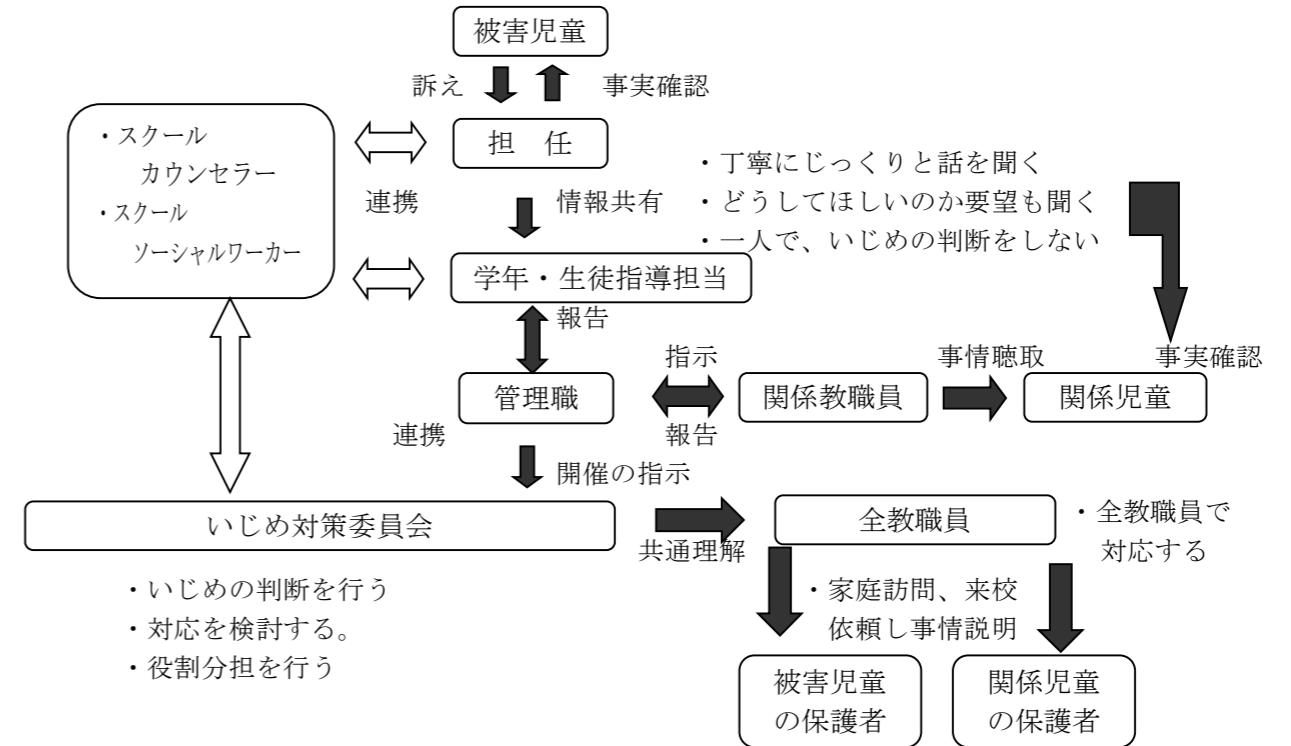 被害児童
訴え
事実確認
・スクール
カウンセラー
・スクール
ソーシャルワーカー
連携
担　任
情報共有
・丁寧にじっくりと話を聞く
・どうしてほしいのか要望も聞く
・一人で、いじめの判断をしない
学年・生徒指導担当
報告
管理職
指示
報告
関係教職員
事情聴取
事実確認
関係児童
連携
開催の指示
いじめ対策委員会
共通理解
全教職員
・全教職員で
対応する
・いじめの判断を行う
・対応を検討する。
・役割分担を行う
・家庭訪問、来校
依頼し事情説明
被害児童
の保護者
関係児童
の保護者